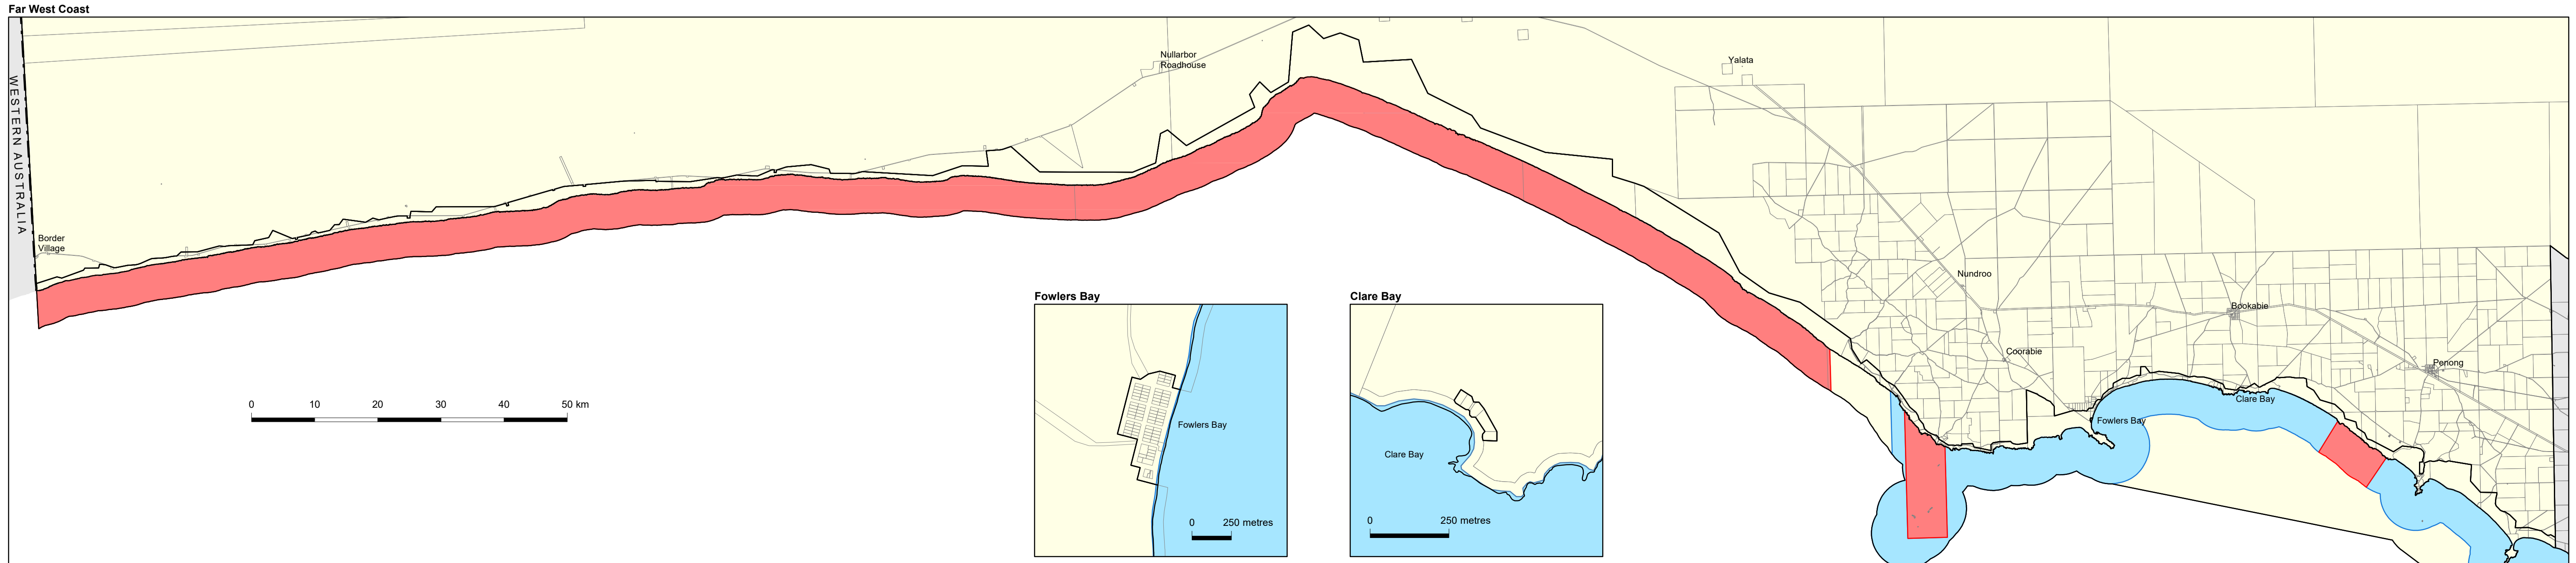 Far West Coast
WESTERN AUSTRALIA
Nullarbor
Roadhouse
Yalata
Border
Village
Nundroo
Bookabie
Coorabie
Penong
Clare Bay
Fowlers Bay
0 10 20 30 40 50 km
Fowlers Bay
Fowlers Bay
0 250 metres
Clare Bay
Clare Bay
0 250 metres